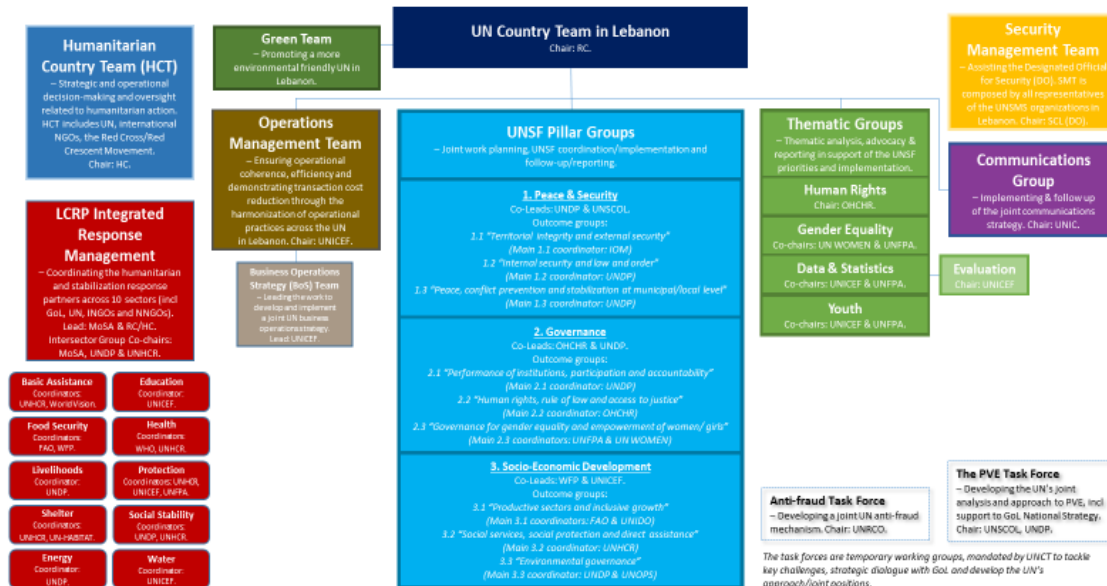 UN Country Team in Lebanon
Chair: RC.
Humanitarian
Country Team (HCT)
– Strategic and operational
decision-making and oversight
related to humanitarian action.
HCT includes UN, international
NGOs, the Red Cross/Red
Crescent Movement.
Chair: HC.
Green Team
– Promoting a more
environmental friendly UN in
Lebanon.
Security
Management Team
– Assisting the Designated Official
for Security (DO). SMT is
composed by all representatives
of the UNSMS organizations in
Lebanon. Chair: SCL (DO).
Operations
Management Team
– Ensuring operational
coherence, efficiency and
demonstrating transaction cost
reduction through the
harmonization of operational
practices across the UN
in Lebanon. Chair: UNICEF.
Business Operations
Strategy (BoS) Team
– Leading the work to
develop and implement
a joint UN business
operations strategy.
Lead: UNICEF.
UNSF Pillar Groups
– Joint work planning, UNSF coordination/implementation and
follow-up/reporting.
1. Peace & Security
Co-Leads: UNDP & UNSCOL.
Outcome groups:
1.1 "Territorial integrity and external security"
(Main 1.1 coordinator: IOM)
1.2 "Internal security and law and order"
(Main 1.2 coordinator: UNDP)
1.3 "Peace, conflict prevention and stabilization at municipal/local level"
(Main 1.3 coordinator: UNDP)
2. Governance
Co-Leads: OHCHR & UNDP.
Outcome groups:
2.1 "Performance of institutions, participation and accountability"
(Main 2.1 coordinator: UNDP)
2.2 "Human rights, rule of law and access to justice"
(Main 2.2 coordinator: OHCHR)
2.3 "Governance for gender equality and empowerment of women/ girls"
(Main 2.3 coordinators: UNFPA & UN WOMEN)
3. Socio-Economic Development
Co-Leads: WFP & UNICEF.
Outcome groups:
3.1 "Productive sectors and inclusive growth"
(Main 3.1 coordinators: FAO & UNIDO)
3.2 "Social services, social protection and direct assistance"
(Main 3.2 coordinator: UNHCR)
3.3 "Environmental governance"
(Main 3.3 coordinator: UNDP & UNOPS)
Thematic Groups
– Thematic analysis, advocacy &
reporting in support of the UNSF
priorities and implementation.
Human Rights
Chair: OHCHR.
Gender Equality
Co-chairs: UN WOMEN & UNFPA.
Data & Statistics
Co-chairs: UNICEF & UNFPA.
Youth
Co-chairs: UNICEF & UNFPA.
Evaluation
Chair: UNICEF
Communications
Group
– Implementing & follow up
of the joint communications
strategy. Chair: UNIC.
LCRP Integrated
Response
Management
– Coordinating the humanitarian
and stabilization response
partners across 10 sectors (incl
GoL, UN, INGOs and NNGOs).
Lead: MoSA & RC/HC.
Intersector Group Co-chairs:
MoSA, UNDP & UNHCR.
Basic Assistance
Coordinators:
UNHCR, World Vision.
Education
Coordinator:
UNICEF.
Food Security
Coordinators:
FAO, WFP.
Health
Coordinators:
WHO, UNHCR.
Livelihoods
Coordinator:
UNDP.
Protection
Coordinators: UNHCR,
UNICEF, UNFPA.
Shelter
Coordinators:
UNHCR, UN-HABITAT.
Social Stability
Coordinators:
UNDP, UNHCR.
Energy
Coordinator:
UNDP.
Water
Coordinator:
UNICEF.
Anti-fraud Task Force
– Developing a joint UN anti-fraud
mechanism. Chair: UNRCO.
The PVE Task Force
– Developing the UN's joint
analysis and approach to PVE, incl
support to GoL National Strategy.
Chair: UNSCOL, UNDP.
The task forces are temporary working groups, mandated by UNCT to tackle
key challenges, strategic dialogue with GoL and develop the UN's
approach/joint positions.